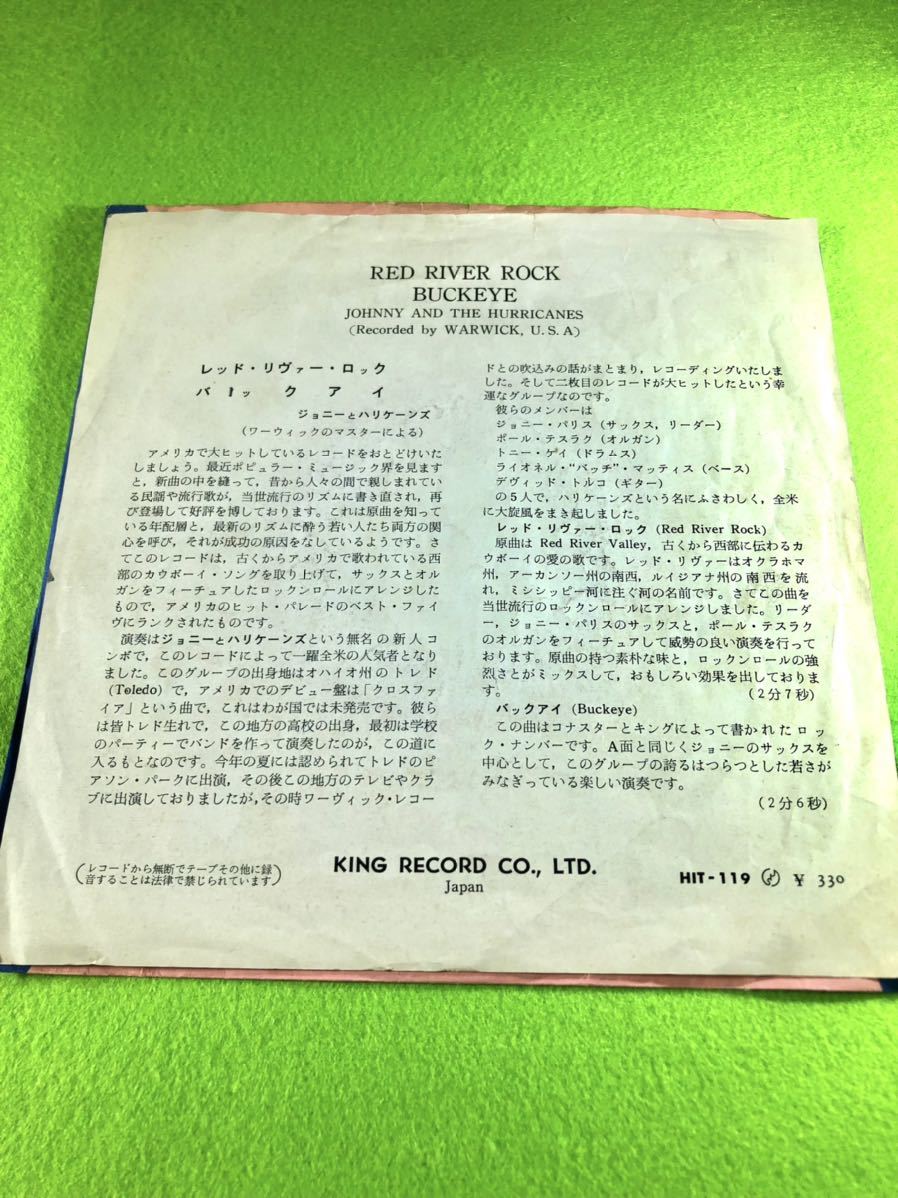 RED RIVER ROCK
BUCKEYE
JOHNNY AND THE HURRICANES
(Recorded by WARWICK, U.S.A)
レッド・リヴァー・ロック
バックアイ
ジョニーとハリケーンズ
(ワーウィックのマスターによる)
アメリカで大ヒットしているレコードをおとどけいた
しましょう。最近ポピュラー・ミュージック界を見ます
と、新曲の中を縫って、昔から人々の間で親しまれてい
る民謡や流行歌が、当世流行のリズムに書き直され、再
び登場して好評を博しております。これは原曲を知って
いる年配層と、最新のリズムに酔う若い人たち両方の関
心を呼び、それが成功の原因をなしているようです。さ
てこのレコードは、古くからアメリカで歌われている西
部のカウボーイ・ソングを取り上げて、サックスとオル
ガンをフィーチュアしたロックンロールにアレンジした
もので、アメリカのヒット・パレードのベスト・ファイ
ヴにランクされたものです。
演奏はジョニーとハリケーンズという無名の新人コ
ンボで、このレコードによって一躍全米の人気者となり
ました。このグループの出身地はオハイオ州のトレド
(Toledo)で、アメリカでのデビュー盤は「クロスファ
イア」という曲で、これはわが国では未発売です。彼ら
は皆トレド生れで、この地方の高校の出身、最初は学校
のパーティーでバンドを作って演奏したのが、この道に
入るもととなのです。今年の夏には認められてトレドのピ
アソン・パークに出演、その後この地方のテレビやクラ
ブに出演しておりましたが、その時ワーヴィック・レコー
ドとの吹込みの話がまとまり、レコーディングいたしま
した。そして二枚目のレコードが大ヒットしたという幸
運なグループなのです。
彼らのメンバーは
ジョニー・パリス (サックス, リーダー)
ポール・テスラク (オルガン)
トニー・ケイ (ドラムス)
ライオネル・“バッチ”・マッティス (ベース)
デヴィッド・トルコ (ギター)
の5人で、ハリケーンズという名にふさわしく、全米
に大旋風をまき起しました。
レッド・リヴァー・ロック (Red River Rock)
原曲は Red River Valley, 古くから西部に伝わるカ
ウボーイの愛の歌です。レッド・リヴァーはオクラホマ
州, アーカンソー州の南西, ルイジアナ州の南西を流
れ, ミシシッピー河に注ぐ河の名前です。さてこの曲を
当世流行のロックンロールにアレンジしました。リーダ
ー, ジョニー・パリスのサックスと, ポール・テスラク
のオルガンをフィーチュアして威勢の良い演奏を行って
おります。原曲の持つ素朴な味と, ロックンロールの強
烈さとがミックスして, おもしろい効果を出しておりま
す。 (2分7秒)
バックアイ (Buckeye)
この曲はコナスターとキングによって書かれたロッ
ク・ナンバーです。A面と同じくジョニーのサックスを
中心として、このグループの誇るはつらつとした若さが
みなぎっている楽しい演奏です。
(2分6秒)
(レコードから無断でテープその他に録
音することは法律で禁じられています)
KING RECORD CO., LTD.
Japan
HIT-119 ¥ 330